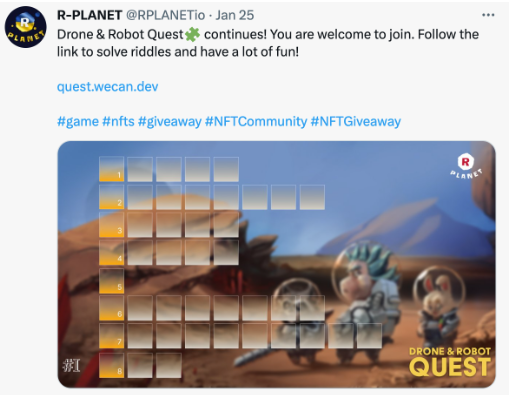 R-PLANET @RPLANETio · Jan 25
Drone & Robot Quest🧩 continues! You are welcome to join. Follow the
link to solve riddles and have a lot of fun!
quest.wecan.dev
#game #nfts #giveaway #NFTCommunity #NFTGiveaway
R
PLANET
1
2
3
4
5
6
7
8
#1
DRONE & ROBOT
QUEST
R
PLANET